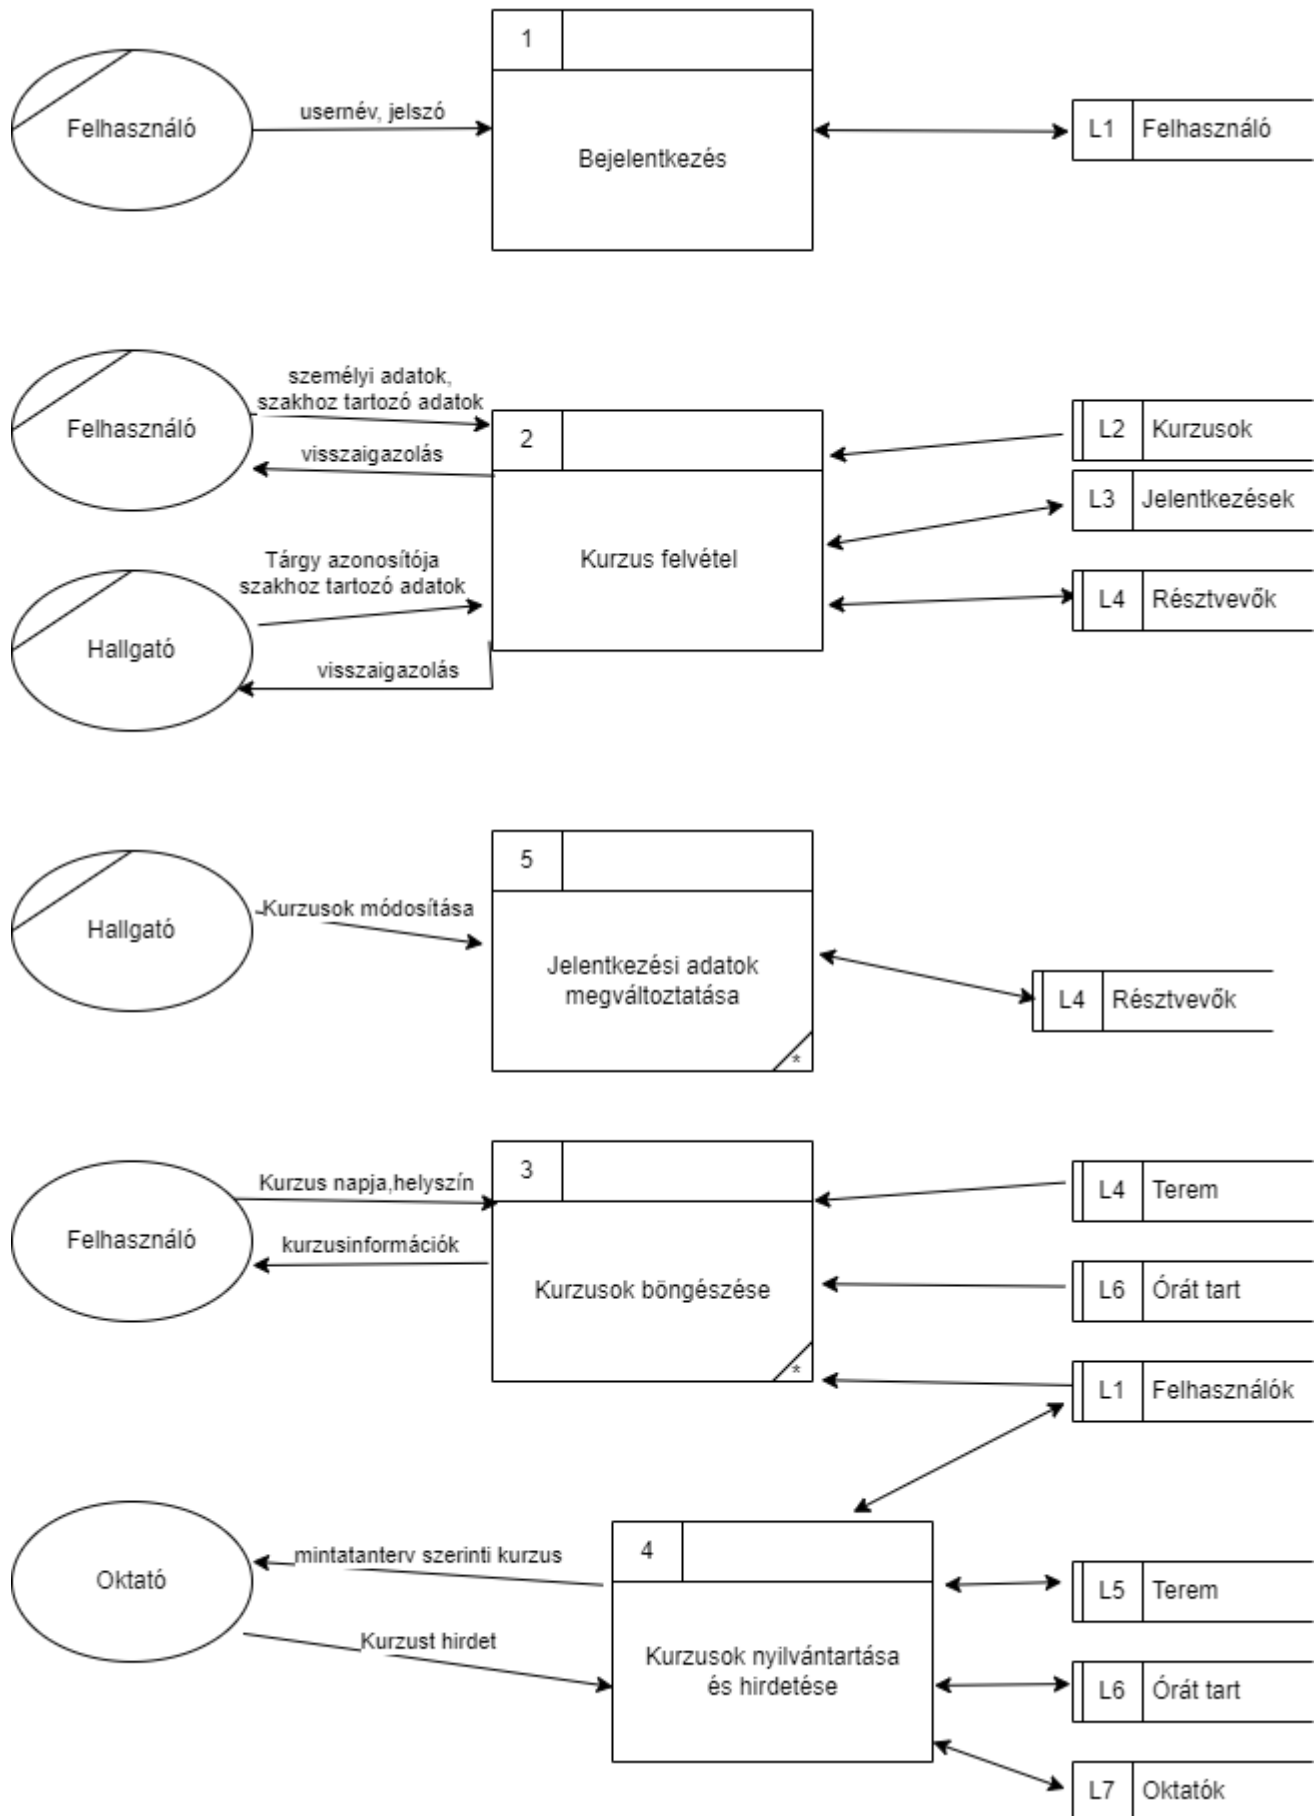 1
Felhasználó
usernév, jelszó
Bejelentkezés
L1 Felhasználó
Felhasználó
személyi adatok,
szakhoz tartozó adatok
visszaigazolás
2
Kurzus felvétel
L2 Kurzusok
L3 Jelentkezések
L4 Résztvevők
Tárgy azonosítója
szakhoz tartozó adatok
Hallgató
visszaigazolás
5
Hallgató
Kurzusok módosítása
Jelentkezési adatok
megváltoztatása
*
L4 Résztvevők
3
Felhasználó
Kurzus napja,helyszín
kurzusinformációk
Kurzusok böngészése
*
L4 Terem
L6 Órát tart
L1 Felhasználók
4
Oktató
mintatanterv szerinti kurzus
Kurzust hirdet
Kurzusok nyilvántartása
és hirdetése
L5 Terem
L6 Órát tart
L7 Oktatók